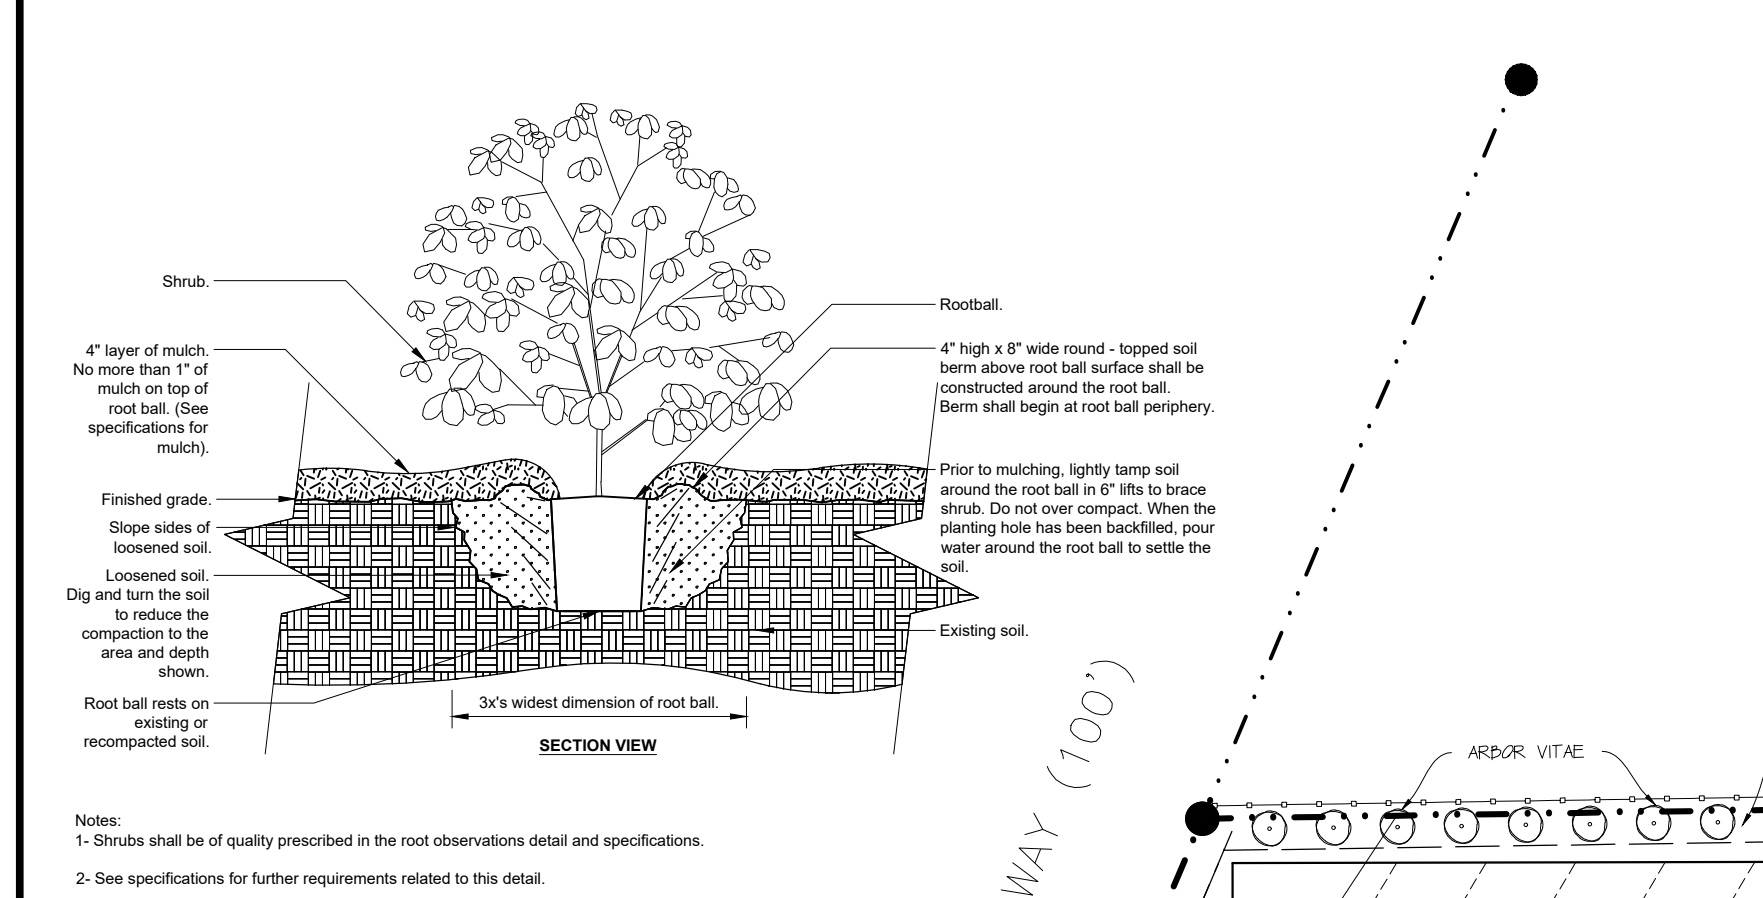 Shrub.
4" layer of mulch.
No more than 1" of
mulch on top of
root ball. (See
specifications for
mulch).
Finished grade.
Slope sides of
loosened soil.
Loosened soil.
Dig and turn the soil
to reduce the
compaction to the
area and depth
shown.
Root ball rests on
existing or
recompacted soil.
Rootball.
4" high x 8" wide round - topped soil
berm above root ball surface shall be
constructed around the root ball.
Berm shall begin at root ball periphery.
Prior to mulching, lightly tamp soil
around the root ball in 6" lifts to brace
shrub. Do not over compact. When the
planting hole has been backfilled, pour
water around the root ball to settle the
soil.
Existing soil.
3x's widest dimension of root ball.
SECTION VIEW
Notes:
1- Shrubs shall be of quality prescribed in the root observations detail and specifications.
2- See specifications for further requirements related to this detail.
WAY (100')
ARBOR VITAE